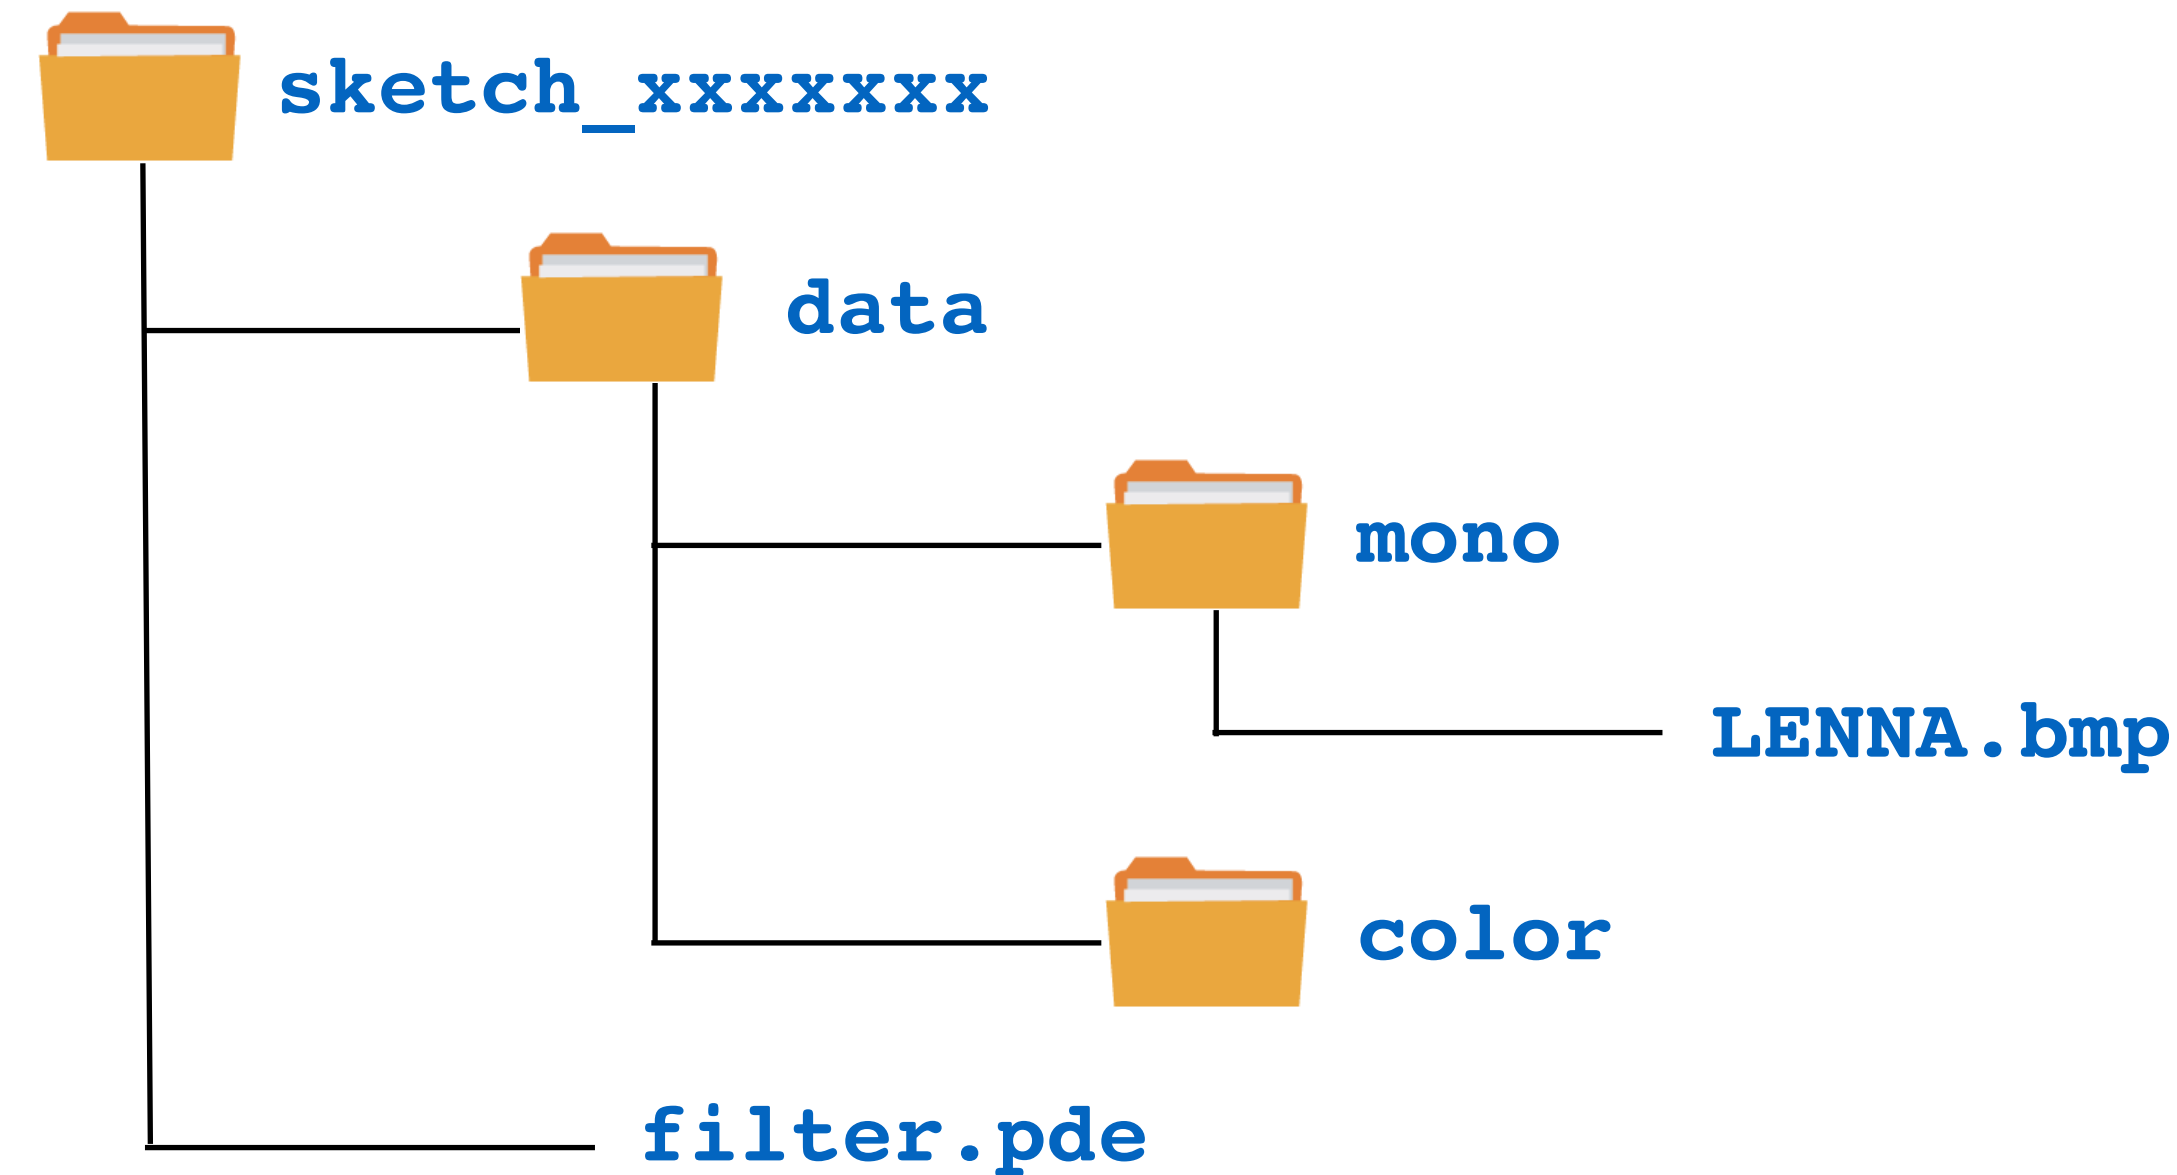 sketch_xxxxxxx
data
mono
LENNA.bmp
color
filter.pde